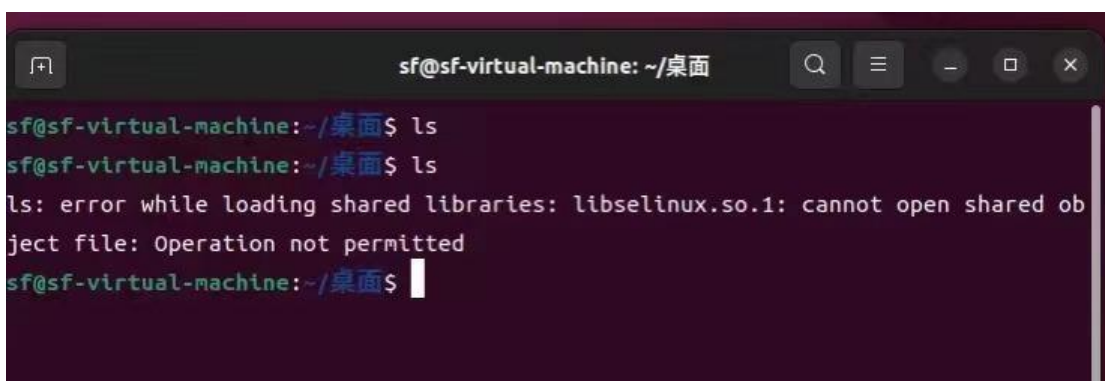 sf@sf-virtual-machine: ~/桌面
sf@sf-virtual-machine:~/桌面$ ls
sf@sf-virtual-machine:~/桌面$ ls
ls: error while loading shared libraries: libselinux.so.1: cannot open shared ob
ject file: Operation not permitted
sf@sf-virtual-machine:~/桌面$